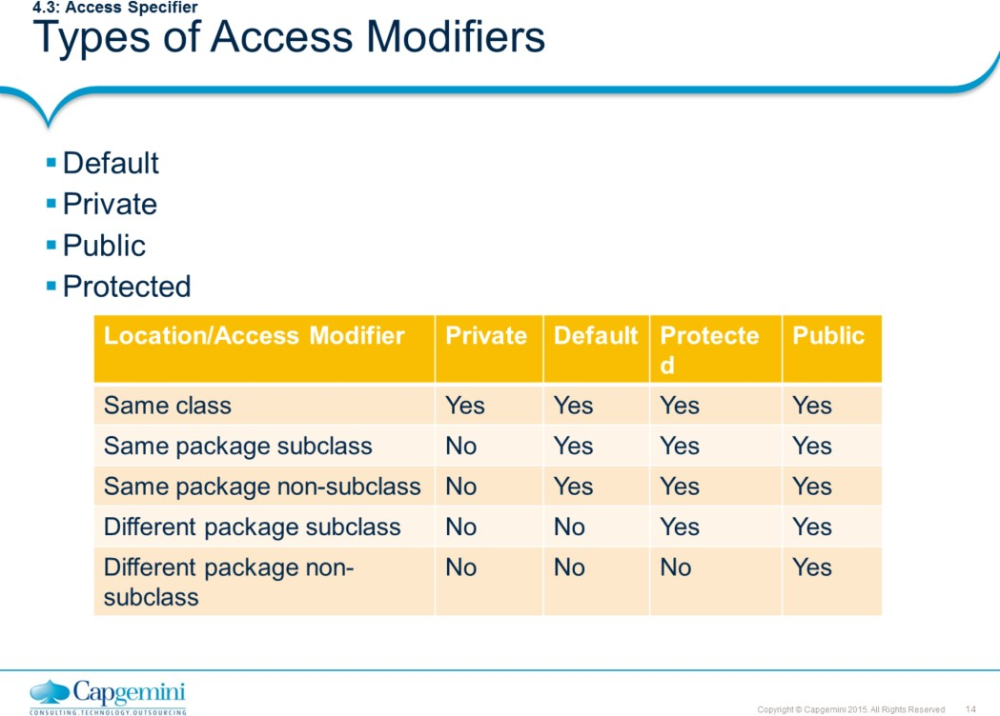 4.3: Access Specifier
Types of Access Modifiers
Default
Private
Public
Protected
Location/Access Modifier Private Default Protecte
d Public
Same class Yes Yes Yes Yes
Same package subclass No Yes Yes Yes
Same package non-subclass No Yes Yes Yes
Different package subclass No No Yes Yes
Different package non-
subclass No No No Yes
Capgemini
CONSULTING.TECHNOLOGY.OUTSOURCING
Copyright © Capgemini 2015. All Rights Reserved 14